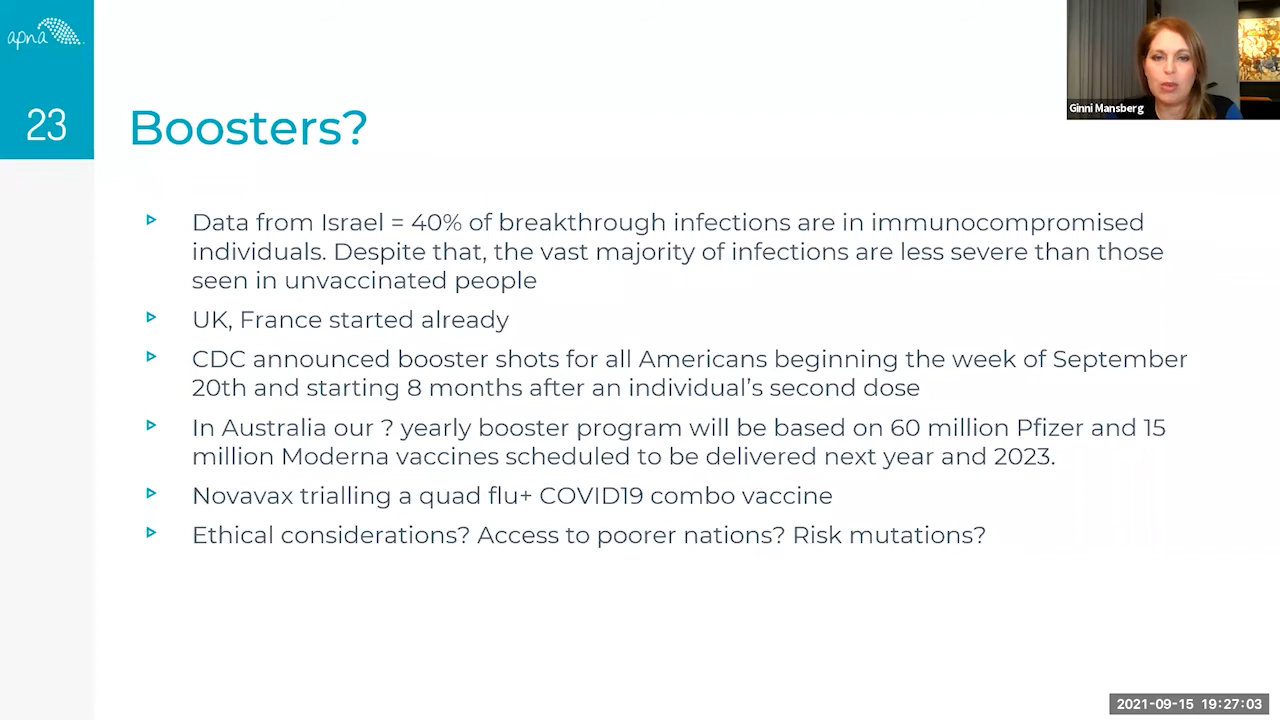 apna
23
Boosters?
Ginni Mansberg
Data from Israel = 40% of breakthrough infections are in immunocompromised
individuals. Despite that, the vast majority of infections are less severe than those
seen in unvaccinated people
UK, France started already
CDC announced booster shots for all Americans beginning the week of September
20th and starting 8 months after an individual’s second dose
In Australia our ? yearly booster program will be based on 60 million Pfizer and 15
million Moderna vaccines scheduled to be delivered next year and 2023.
Novavax trialling a quad flu+ COVID19 combo vaccine
Ethical considerations? Access to poorer nations? Risk mutations?
2021-09-15 19:27:03